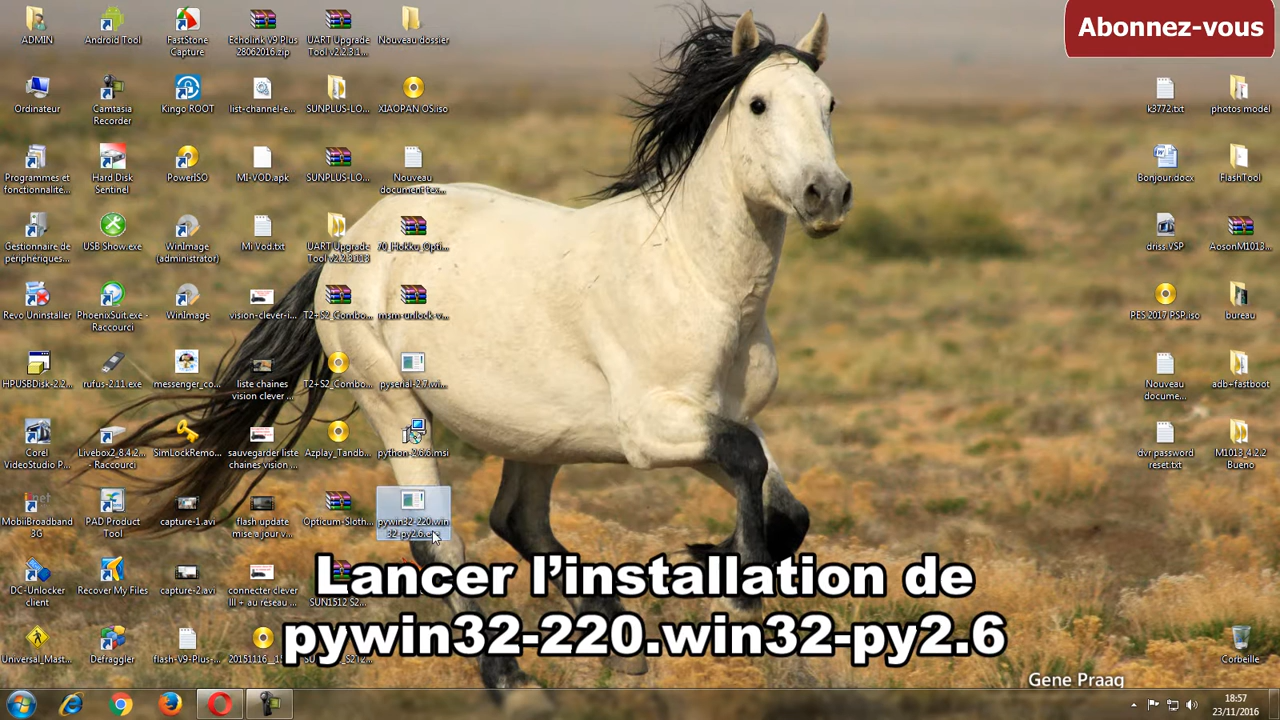 Abonnez-vous
ADMIN
Android Tool
FastStone
Capture
Echolink V9 Plus
28062016.zip
UART Upgrade
Tool v2.2.3.1...
Nouveau dossier
Ordinateur
Camtasia
Recorder
Kingo ROOT
list-channel-e...
SUNPLUS-LO...
XIAOPAN OS.iso
k3772.txt
photos model
Programmes et
fonctionnalite...
Hard Disk
Sentinel
PowerISO
MI-VOD.apk
SUNPLUS-LO...
Nouveau
document tex...
Bonjour.docx
FlashTool
Gestionnaire de
peripheriques...
USB Show.exe
WinImage
(administrator)
Mi Vod.txt
UART Upgrade
70_Hokku_Opti...
driss.VSP
AosonM1013...
Revo Uninstaller
PhoenixSuit.exe -
Raccourci
WinImage
vision-clever-i...
T2+S2_Combo...
msm-unlock-v...
PES 2017 PSP.iso
bureau
HPUSBDisk-2.2...
rufus-2.11.exe
messenger_co...
liste chaines
vision clever ...
T2+S2_Combo...
pyserial-2.7.wi...
Nouveau
docume...
adb+fastboot
Corel
VideoStudio P...
Livebox2_8.4.2...
- Raccourci
SimLockRemo...
sauvegarder liste
chaines vision ...
Azplay_Tandb...
python-2.6.6.msi
dvr password
reset.txt
M1013_4.2.2
Bueno
MobiiBroadband
3G
PAD Product
Tool
capture-1.avi
flash update
mise a jour v...
Opticum-Sloth...
pywin32-220.win
32-py2.6.exe
DC-Unlocker
client
Recover My Files
capture-2.avi
connecter clever
III + au reseau ...
SUN1512 S2...
Lancer l’installation de
pywin32-220.win32-py2.6
Universal_Mast...
Defraggler
flash-V9-Plus-...
Corbeille
Gene Praag
18:57
23/11/2016